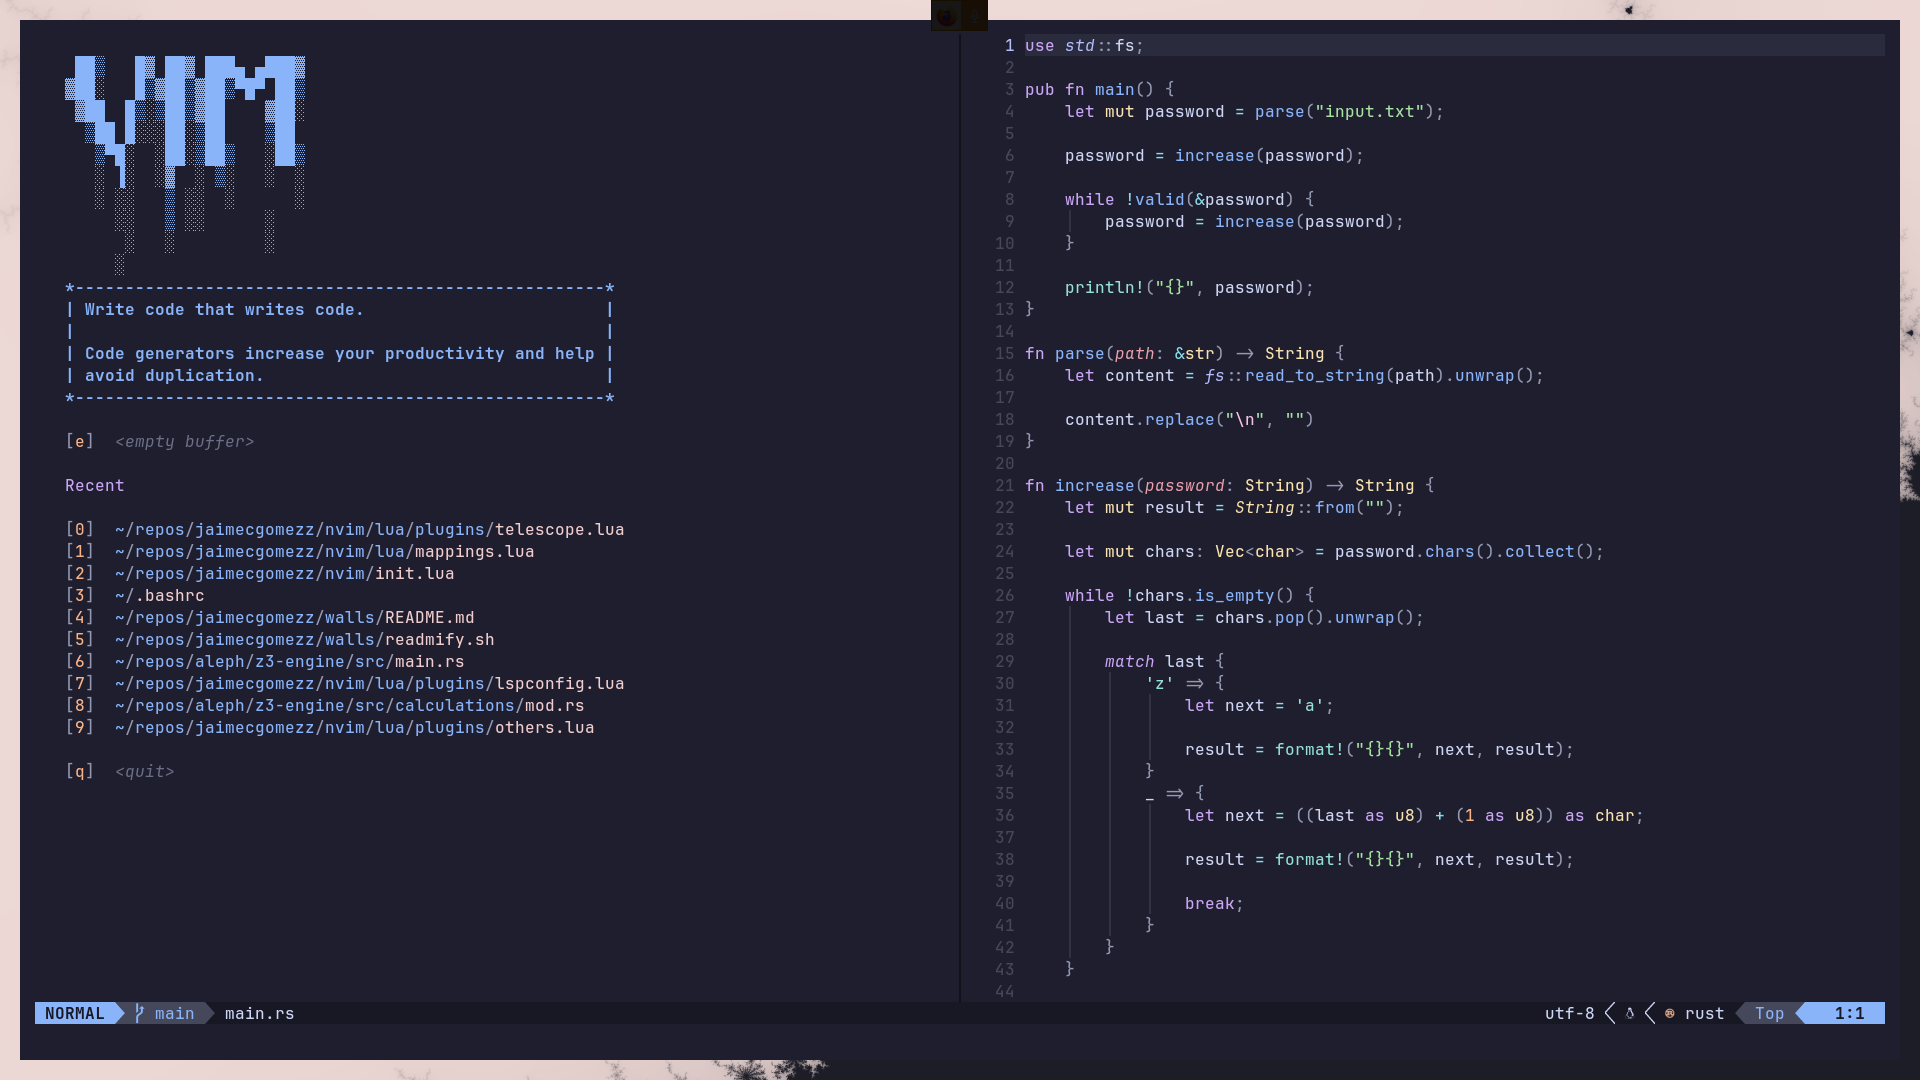 VIM
*-----------------------------------------------------*
| Write code that writes code. |
| |
| Code generators increase your productivity and help |
| avoid duplication. |
*-----------------------------------------------------*
[e] <empty buffer>
Recent
[0] ~/repos/jaimecgomezz/nvim/lua/plugins/telescope.lua
[1] ~/repos/jaimecgomezz/nvim/lua/mappings.lua
[2] ~/repos/jaimecgomezz/nvim/init.lua
[3] ~/.bashrc
[4] ~/repos/jaimecgomezz/walls/README.md
[5] ~/repos/jaimecgomezz/walls/readmify.sh
[6] ~/repos/aleph/z3-engine/src/main.rs
[7] ~/repos/jaimecgomezz/nvim/lua/plugins/lspconfig.lua
[8] ~/repos/aleph/z3-engine/src/calculations/mod.rs
[9] ~/repos/jaimecgomezz/nvim/lua/plugins/others.lua
[q] <quit>
1 use std::fs;
2
3 pub fn main() {
4 let mut password = parse("input.txt");
5
6 password = increase(password);
7
8 while !valid(&password) {
9 password = increase(password);
10 }
11
12 println!("{}", password);
13 }
14
15 fn parse(path: &str) -> String {
16 let content = fs::read_to_string(path).unwrap();
17
18 content.replace("\n", "")
19 }
20
21 fn increase(password: String) -> String {
22 let mut result = String::from("");
23
24 let mut chars: Vec<char> = password.chars().collect();
25
26 while !chars.is_empty() {
27 let last = chars.pop().unwrap();
28
29 match last {
30 'z' => {
31 let next = 'a';
32
33 result = format!("{}{}", next, result);
34 }
35 _ => {
36 let next = ((last as u8) + (1 as u8)) as char;
37
38 result = format!("{}{}", next, result);
39
40 break;
41 }
42 }
43 }
44
NORMAL main main.rs utf-8 rust Top 1:1